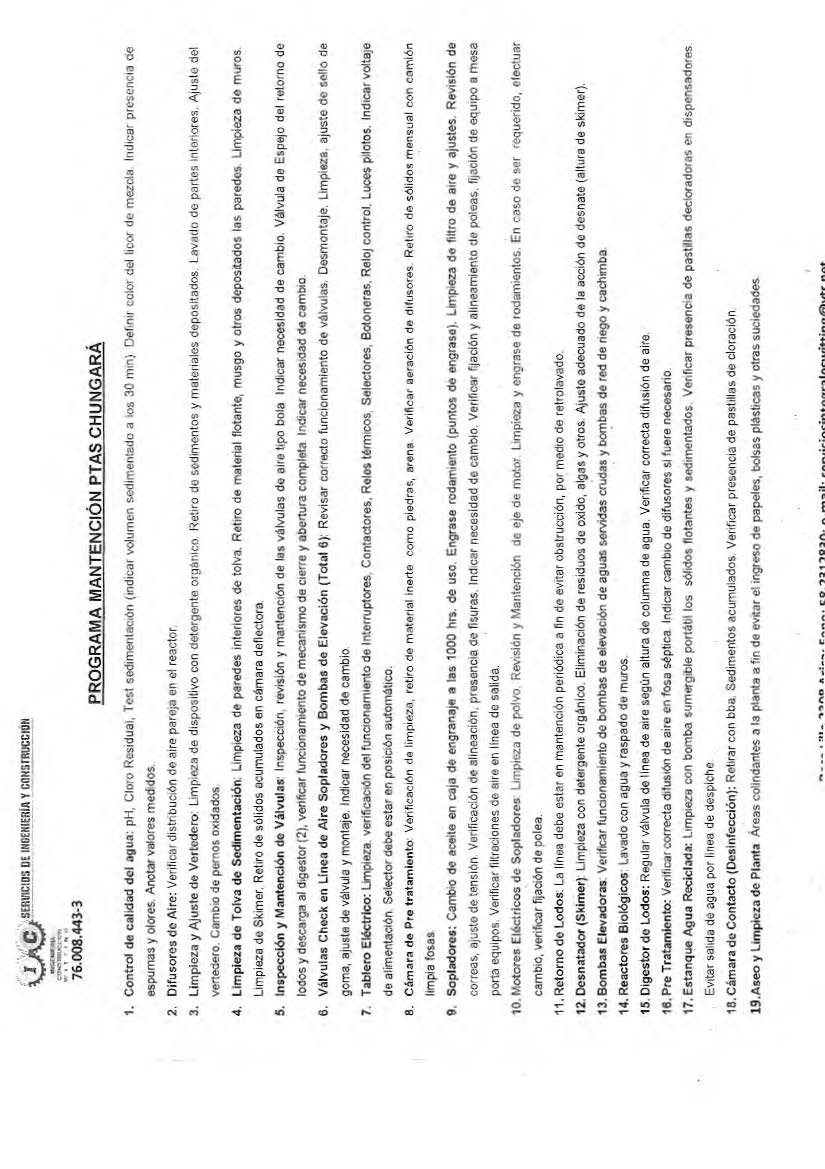 SERVICIOS DE INGENIERÍA Y CONSTRUCCIÓN
INGENIERIA
CONSTRUCCION
76.008.443-3
PROGRAMA MANTENCIÓN PTAS CHUNGARÁ
1. Control de calidad del agua: pH, Cloro Residual, Test sedimentación (indicar volumen sedimentado a los 30 min). Definir color del licor de mezcla. Indicar presencia de
espumas y olores. Anotar valores medidos.
2. Difusores de Aire: Verificar distribución de aire pareja en el reactor.
3. Limpieza y Ajuste de Vertedero: Limpieza de dispositivo con detergente orgánico. Retiro de sedimentos y materiales depositados. Lavado de partes interiores. Ajuste del
vertedero. Cambio de pernos oxidados.
4. Limpieza de Tolva de Sedimentación: Limpieza de paredes interiores de tolva. Retiro de material flotante, musgo y otros depositados las paredes. Limpieza de muros.
Limpieza de Skimer. Retiro de sólidos acumulados en cámara deflectora.
5. Inspección y Mantención de Válvulas: Inspección, revisión y mantención de las válvulas de aire tipo bola. Indicar necesidad de cambio. Válvula de Espejo del retorno de
lodos y descarga al digestor (2), verificar funcionamiento de mecanismo de cierre y abertura completa. Indicar necesidad de cambio.
6. Válvulas Check en Línea de Aire Sopladores y Bombas de Elevación (Total 6): Revisar correcto funcionamiento de válvulas. Desmontaje. Limpieza, ajuste de sello de
goma, ajuste de válvula y montaje. Indicar necesidad de cambio.
7. Tablero Eléctrico: Limpieza, verificación del funcionamiento de Interruptores, Contactores, Reles térmicos, Selectores, Botoneras, Reloj control, Luces pilotos. Indicar voltaje
de alimentación. Selector debe estar en posición automático.
8. Cámara de Pre tratamiento: Verificación de limpieza, retiro de material inerte como piedras, arena. Verificar aeración de difusores. Retiro de sólidos mensual con camión
limpia fosas.
9. Sopladores: Cambio de aceite en caja de engranaje a las 1000 hrs. de uso. Engrase rodamiento (puntos de engrase). Limpieza de filtro de aire y ajustes. Revisión de
correas, ajuste de tensión. Verificación de alineación, presencia de fisuras. Indicar necesidad de cambio. Verificar fijación y alineamiento de poleas, fijación de equipo a mesa
porta equipos. Verificar filtraciones de aire en línea de salida.
10. Motores Eléctricos de Sopladores: Limpieza de polvo. Revisión y Mantención de eje de motor. Limpieza y engrase de rodamientos. En caso de ser requerido, efectuar
cambio, verificar fijación de polea.
11. Retorno de Lodos: La línea debe estar en mantención periódica a fin de evitar obstrucción, por medio de retrolavado.
12. Desnatador (Skimer): Limpieza con detergente orgánico. Eliminación de residuos de oxido, algas y otros. Ajuste adecuado de la acción de desnate (altura de skimer).
13. Bombas Elevadoras: Verificar funcionamiento de bombas de elevación de aguas servidas crudas y bombas de red de riego y cachimba.
14. Reactores Biológicos: Lavado con agua y raspado de muros.
15. Digestor de Lodos: Regular válvula de línea de aire según altura de columna de agua. Verificar correcta difusión de aire.
16. Pre Tratamiento: Verificar correcta difusión de aire en fosa séptica. Indicar cambio de difusores si fuere necesario.
17. Estanque Agua Reciclada: Limpieza con bomba sumergible portátil los sólidos flotantes y sedimentados. Verificar presencia de pastillas decloradoras en dispensadores.
Evitar salida de agua por línea de despiche
18. Cámara de Contacto (Desinfección): Retirar con bba. Sedimentos acumulados. Verificar presencia de pastillas de cloración.
19. Aseo y Limpieza de Planta Áreas colindantes a la planta a fin de evitar el ingreso de papeles, bolsas plásticas y otras suciedades.